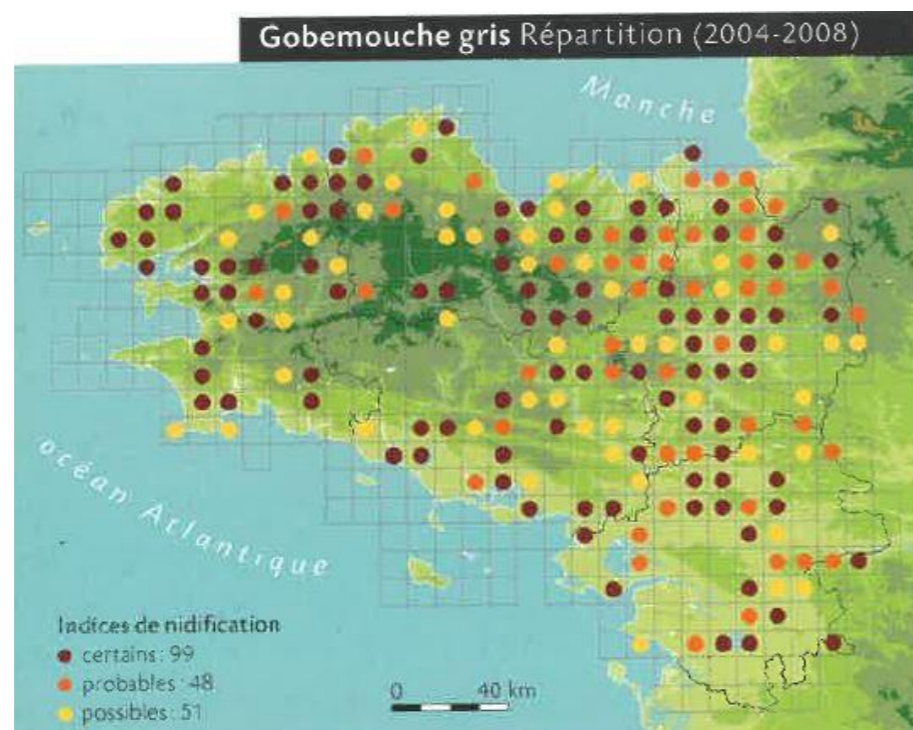 Gobemouche gris Répartition (2004-2008)
Manche
océan Atlantique
Indices de nidification
certains: 99
probables: 48
possibles: 51
0 40 km